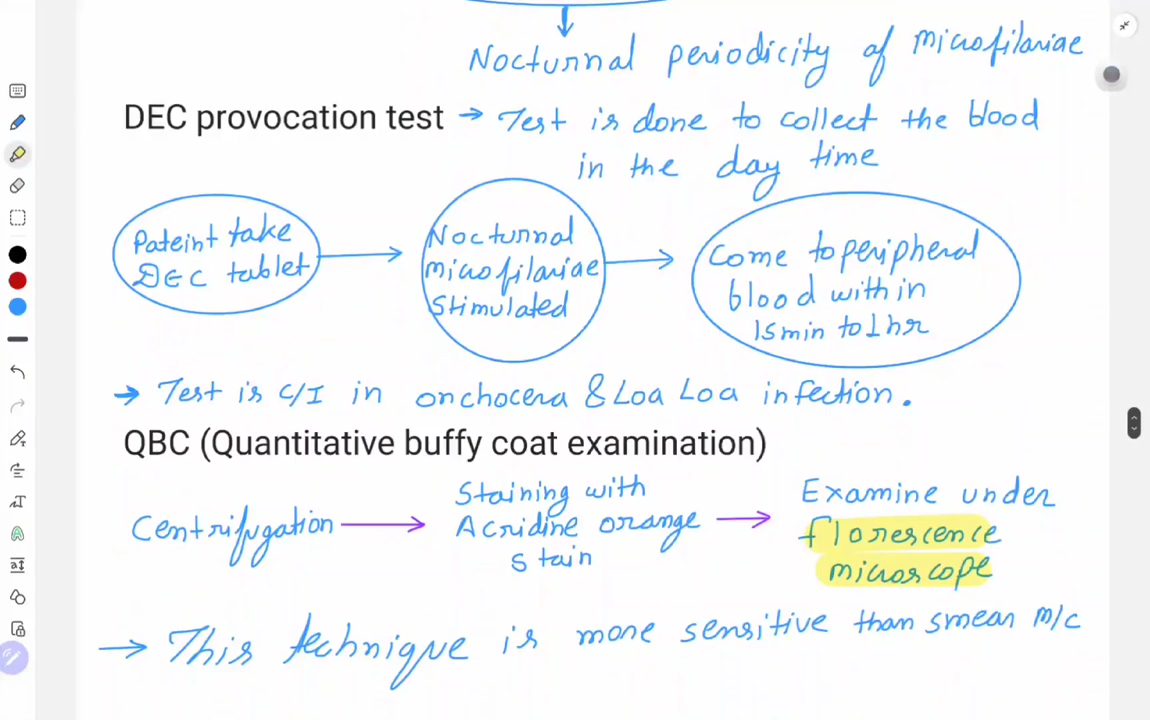 Nocturnal periodicity of microfilariae
DEC provocation test → Test is done to collect the blood
in the day time
Pateint take
DEC tablet
Nocturnal
microfilariae
Stimulated
Come to peripheral
blood with in
15min to 1hr
→ Test is C/I in onchocera & Loa Loa infection.
QBC (Quantitative buffy coat examination)
Centrifugation
Staining with
Acridine orange
Stain
Examine under
florescence
microscope
→ This technique is more sensitive than smear m/c